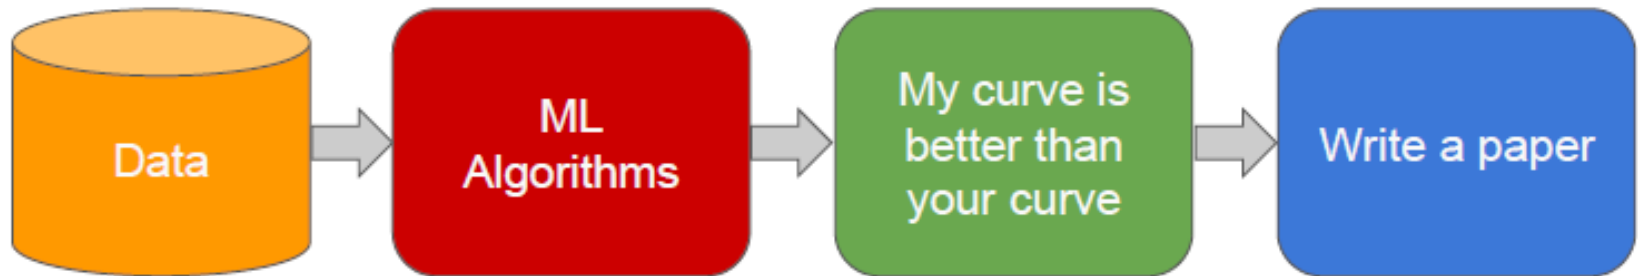 Data
ML
Algorithms
My curve is
better than
your curve
Write a paper